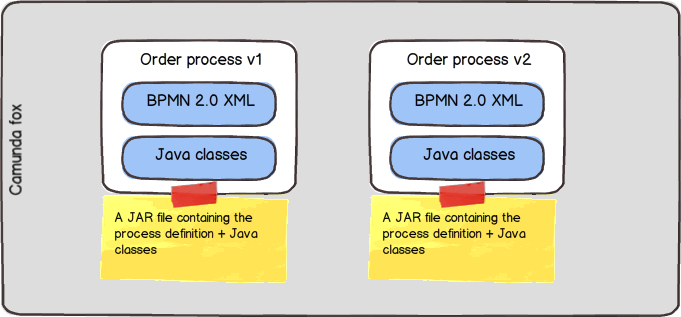 Camunda fox
Order process v1
BPMN 2.0 XML
Java classes
A JAR file containing the
process definition + Java
classes
Order process v2
BPMN 2.0 XML
Java classes
A JAR file containing the
process definition + Java
classes